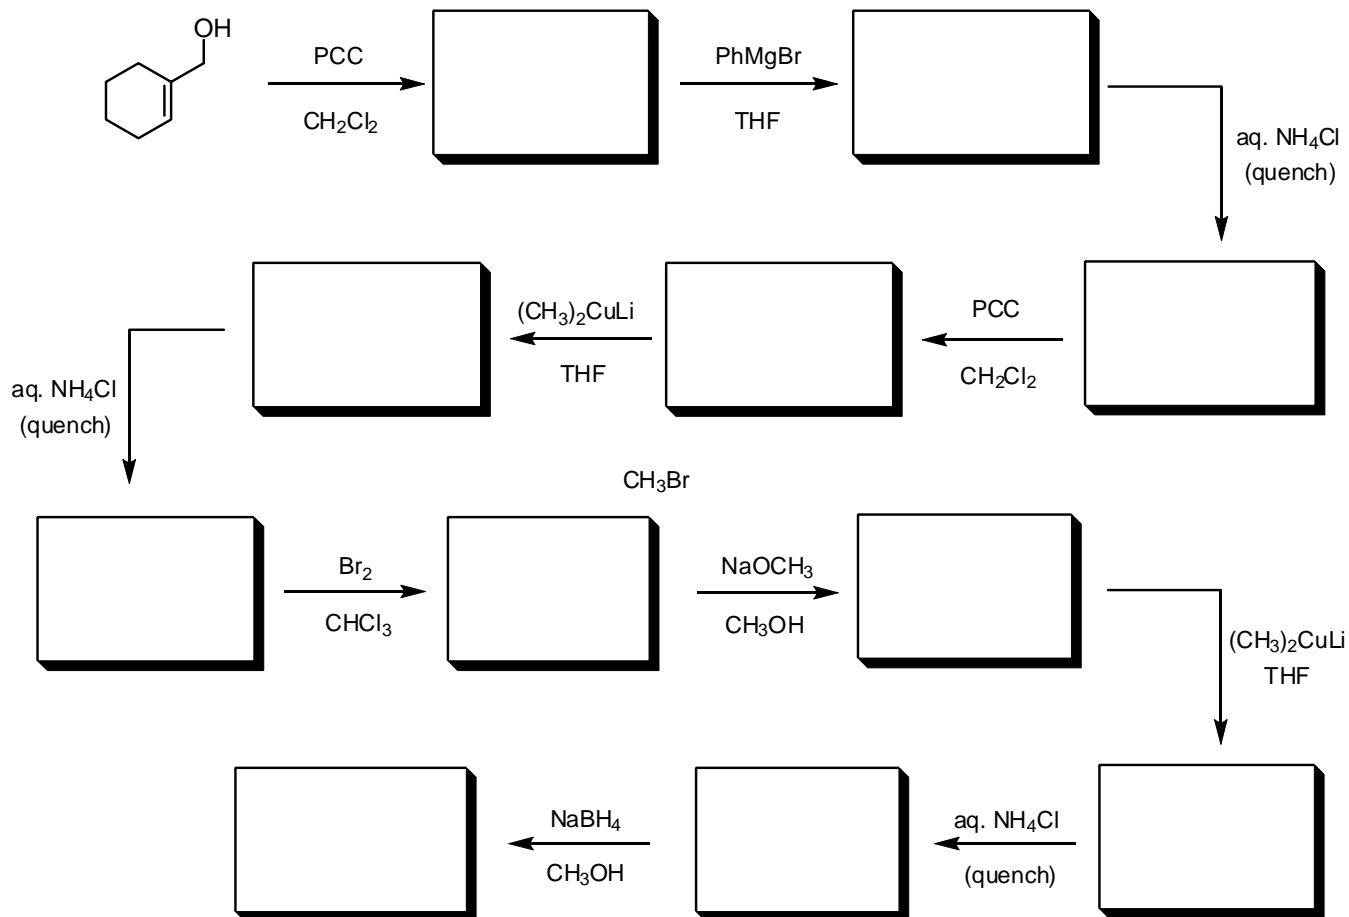 OH
PCC
CH2Cl2
PhMgBr
THF
aq. NH4Cl
(quench)
PCC
CH2Cl2
(CH3)2CuLi
THF
aq. NH4Cl
(quench)
CH3Br
Br2
CHCl3
NaOCH3
CH3OH
(CH3)2CuLi
THF
aq. NH4Cl
(quench)
NaBH4
CH3OH